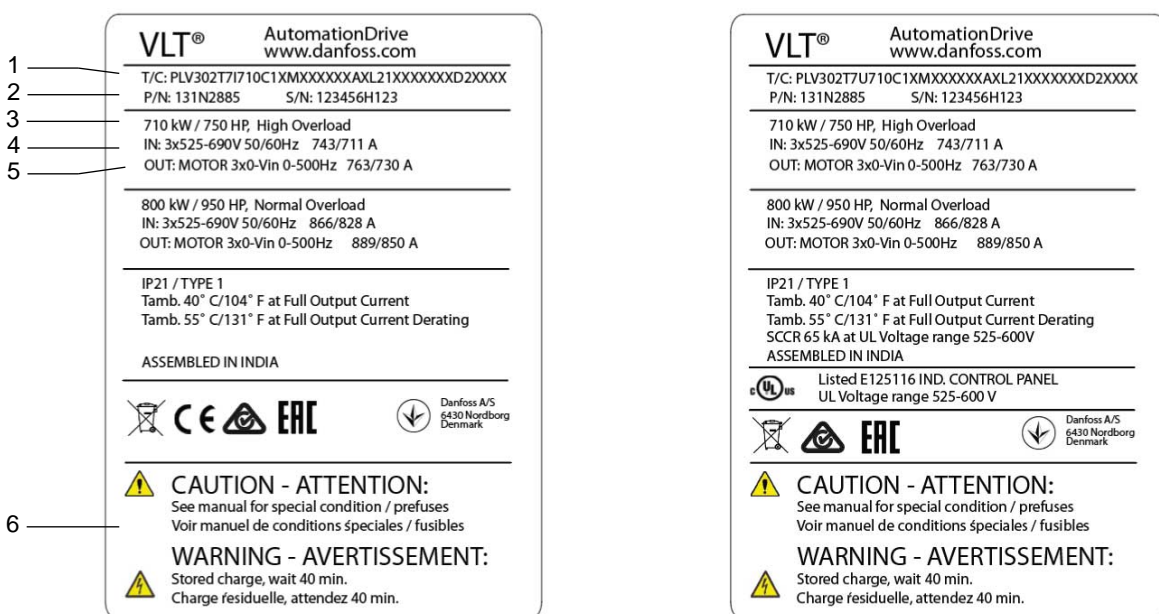 VLT® AutomationDrive
www.danfoss.com
1
T/C: PLV302T7I710C1XMXXXXXXAXL21XXXXXXXD2XXXX
2
P/N: 131N2885 S/N: 123456H123
3
710 kW / 750 HP, High Overload
4
IN: 3x525-690V 50/60Hz 743/711 A
5
OUT: MOTOR 3x0-Vin 0-500Hz 763/730 A
800 kW / 950 HP, Normal Overload
IN: 3x525-690V 50/60Hz 866/828 A
OUT: MOTOR 3x0-Vin 0-500Hz 889/850 A
IP21 / TYPE 1
Tamb. 40˚ C/104˚ F at Full Output Current
Tamb. 55˚ C/131˚ F at Full Output Current Derating
ASSEMBLED IN INDIA
CE EAC
Danfoss A/S
6430 Nordborg
Denmark
CAUTION - ATTENTION:
See manual for special condition / prefuses
6
Voir manuel de conditions śpeciales / fusibles
WARNING - AVERTISSEMENT:
Stored charge, wait 40 min.
Charge ŕesiduelle, attendez 40 min.
VLT® AutomationDrive
www.danfoss.com
T/C: PLV302T7U710C1XMXXXXXXAXL21XXXXXXXD2XXXX
P/N: 131N2885 S/N: 123456H123
710 kW / 750 HP, High Overload
IN: 3x525-690V 50/60Hz 743/711 A
OUT: MOTOR 3x0-Vin 0-500Hz 763/730 A
800 kW / 950 HP, Normal Overload
IN: 3x525-690V 50/60Hz 866/828 A
OUT: MOTOR 3x0-Vin 0-500Hz 889/850 A
IP21 / TYPE 1
Tamb. 40˚ C/104˚ F at Full Output Current
Tamb. 55˚ C/131˚ F at Full Output Current Derating
SCCR 65 kA at UL Voltage range 525-600V
ASSEMBLED IN INDIA
c UL us
Listed E125116 IND. CONTROL PANEL
UL Voltage range 525-600 V
EAC
Danfoss A/S
6430 Nordborg
Denmark
CAUTION - ATTENTION:
See manual for special condition / prefuses
Voir manuel de conditions śpeciales / fusibles
WARNING - AVERTISSEMENT:
Stored charge, wait 40 min.
Charge ŕesiduelle, attendez 40 min.